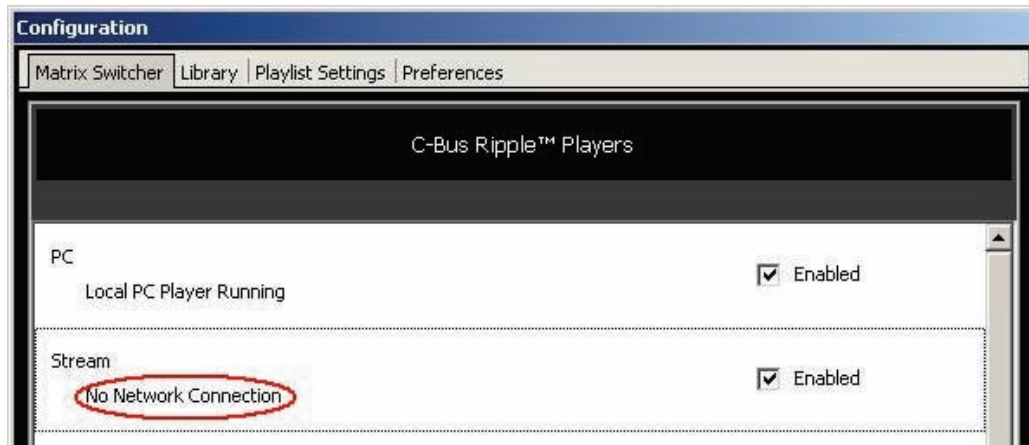 Configuration
Matrix Switcher Library Playlist Settings Preferences
C-Bus Ripple™ Players
PC
Local PC Player Running
Enabled
Stream
No Network Connection
Enabled